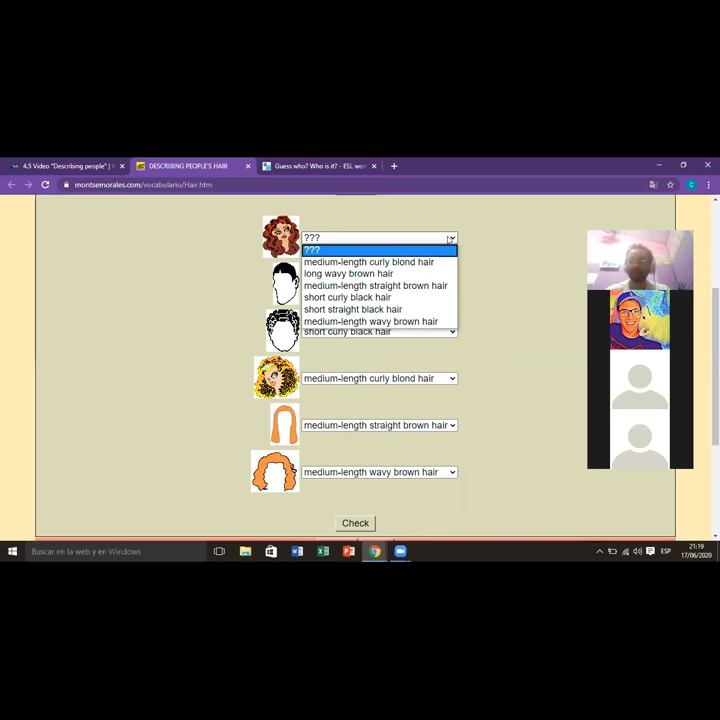 4.5 Video "Describing people" |
DESCRIBING PEOPLE'S HAIR
Guess who? Who is it? - ESL wor
montsemorales.com/vocabulario/Hair.htm
C
???
???
medium-length curly blond hair
long wavy brown hair
medium-length straight brown hair
short curly black hair
short straight black hair
medium-length wavy brown hair
short curly black hair
medium-length curly blond hair
medium-length straight brown hair
medium-length wavy brown hair
Check
Buscar en la web y en Windows
ESP
21:19
17/06/2020